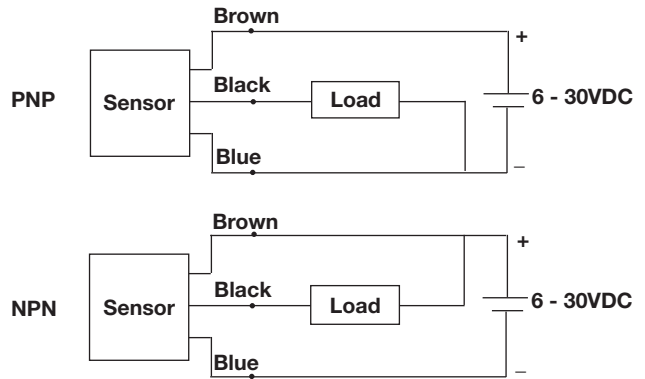 Brown
+
PNP
Sensor
Black
Load
6 - 30VDC
Blue
–
Brown
+
NPN
Sensor
Black
Load
6 - 30VDC
Blue
–